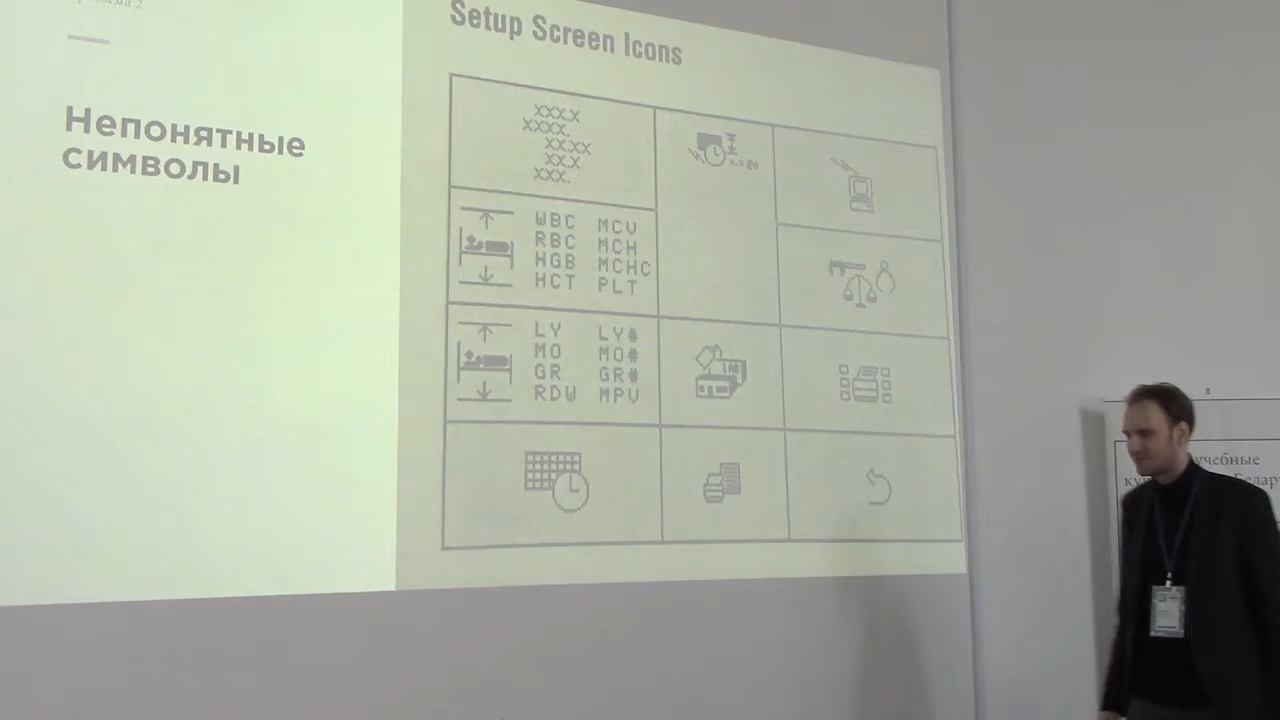 Непонятные
символы
Setup Screen Icons
XXX.X
XXXX.
XX.XX
XX.X
XXX.
WBC MCV
RBC MCH
HGB MCHC
HCT PLT
LY LY#
MO MO#
GR GR#
RDW MPV
LAB
учебные